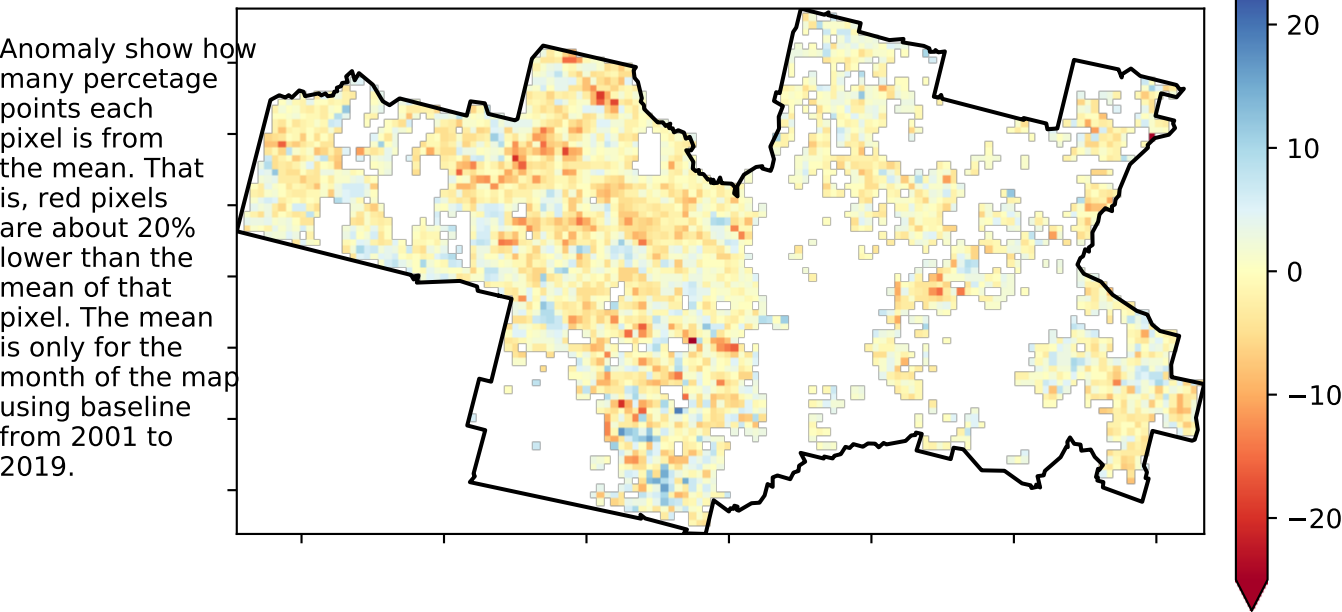 Anomaly show how
many percetage
points each
pixel is from
the mean. That
is, red pixels
are about 20%
lower than the
mean of that
pixel. The mean
is only for the
month of the map
using baseline
from 2001 to
2019.
20
10
0
−10
−20